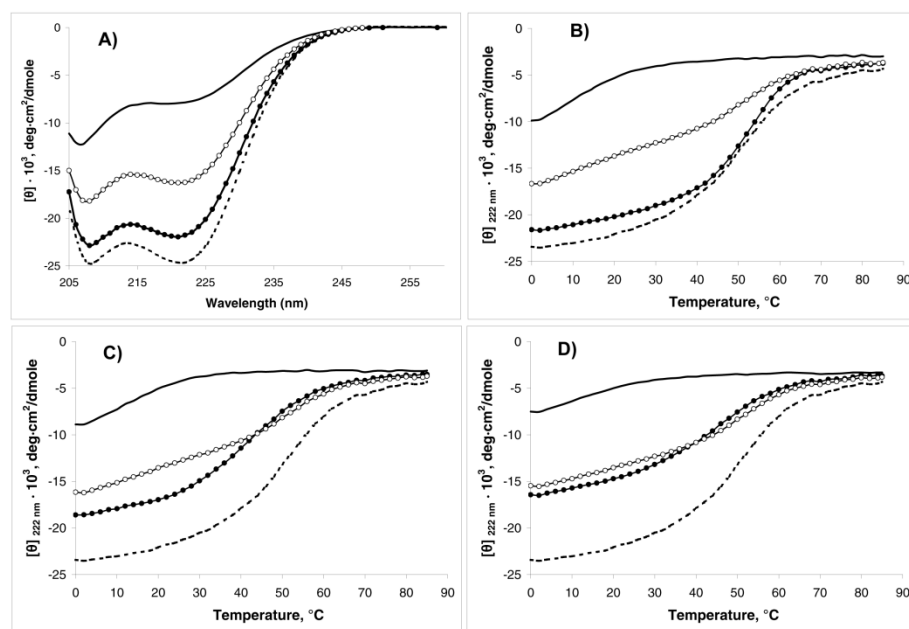 A)
[θ] · 10³, deg·cm²/dmole
0
-5
-10
-15
-20
-25
205 215 225 235 245 255
Wavelength (nm)
B)
[θ] 222 nm · 10³, deg·cm²/dmole
0
-5
-10
-15
-20
-25
0 10 20 30 40 50 60 70 80 90
Temperature, °C
C)
[θ] 222 nm · 10³, deg·cm²/dmole
0
-5
-10
-15
-20
-25
0 10 20 30 40 50 60 70 80 90
Temperature, °C
D)
[θ] 222 nm · 10³, deg·cm²/dmole
0
-5
-10
-15
-20
-25
0 10 20 30 40 50 60 70 80 90
Temperature, °C